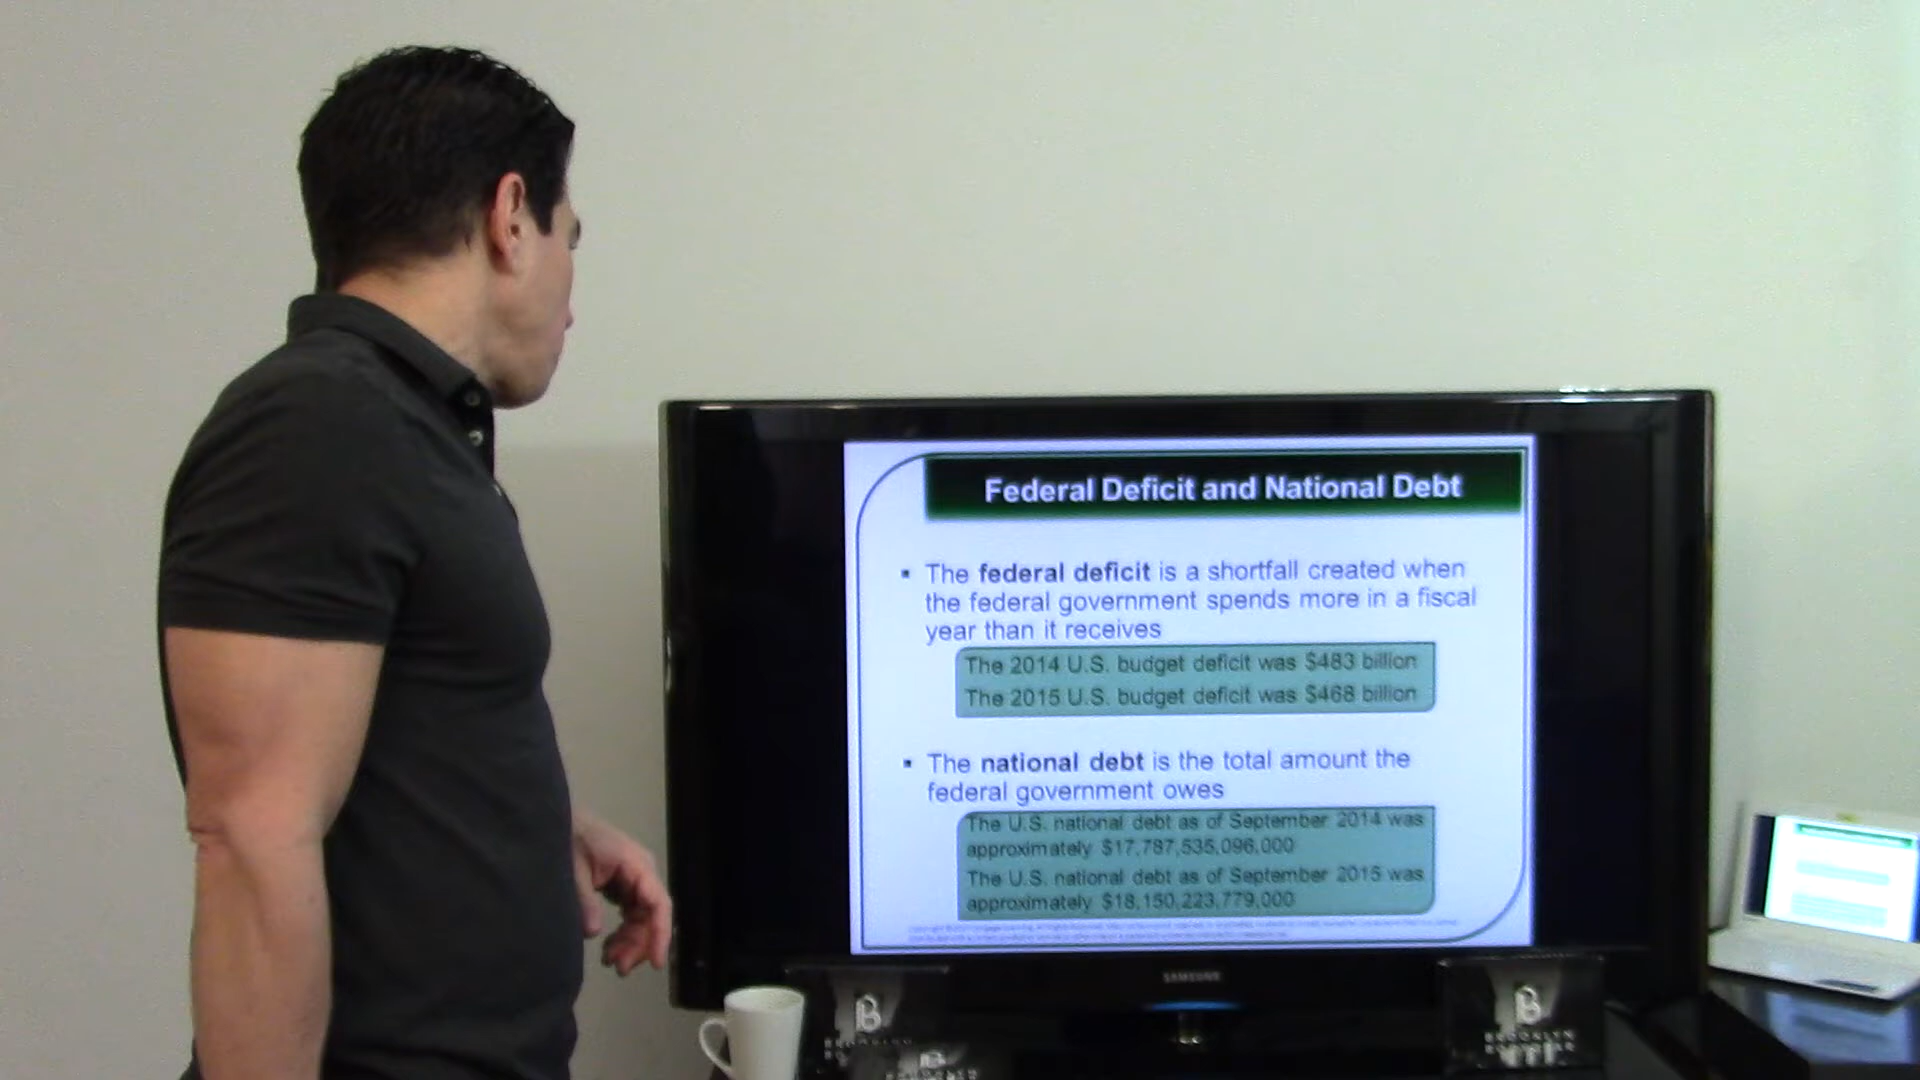 Federal Deficit and National Debt
▪ The federal deficit is a shortfall created when
the federal government spends more in a fiscal
year than it receives
The 2014 U.S. budget deficit was $483 billion
The 2015 U.S. budget deficit was $468 billion
▪ The national debt is the total amount the
federal government owes
The U.S. national debt as of September 2014 was
approximately $17,787,535,096,000
The U.S. national debt as of September 2015 was
approximately $18,150,223,779,000
SAMSUNG
B
BROOKLYN
B
BROOKLYN
B
BROOKLYN